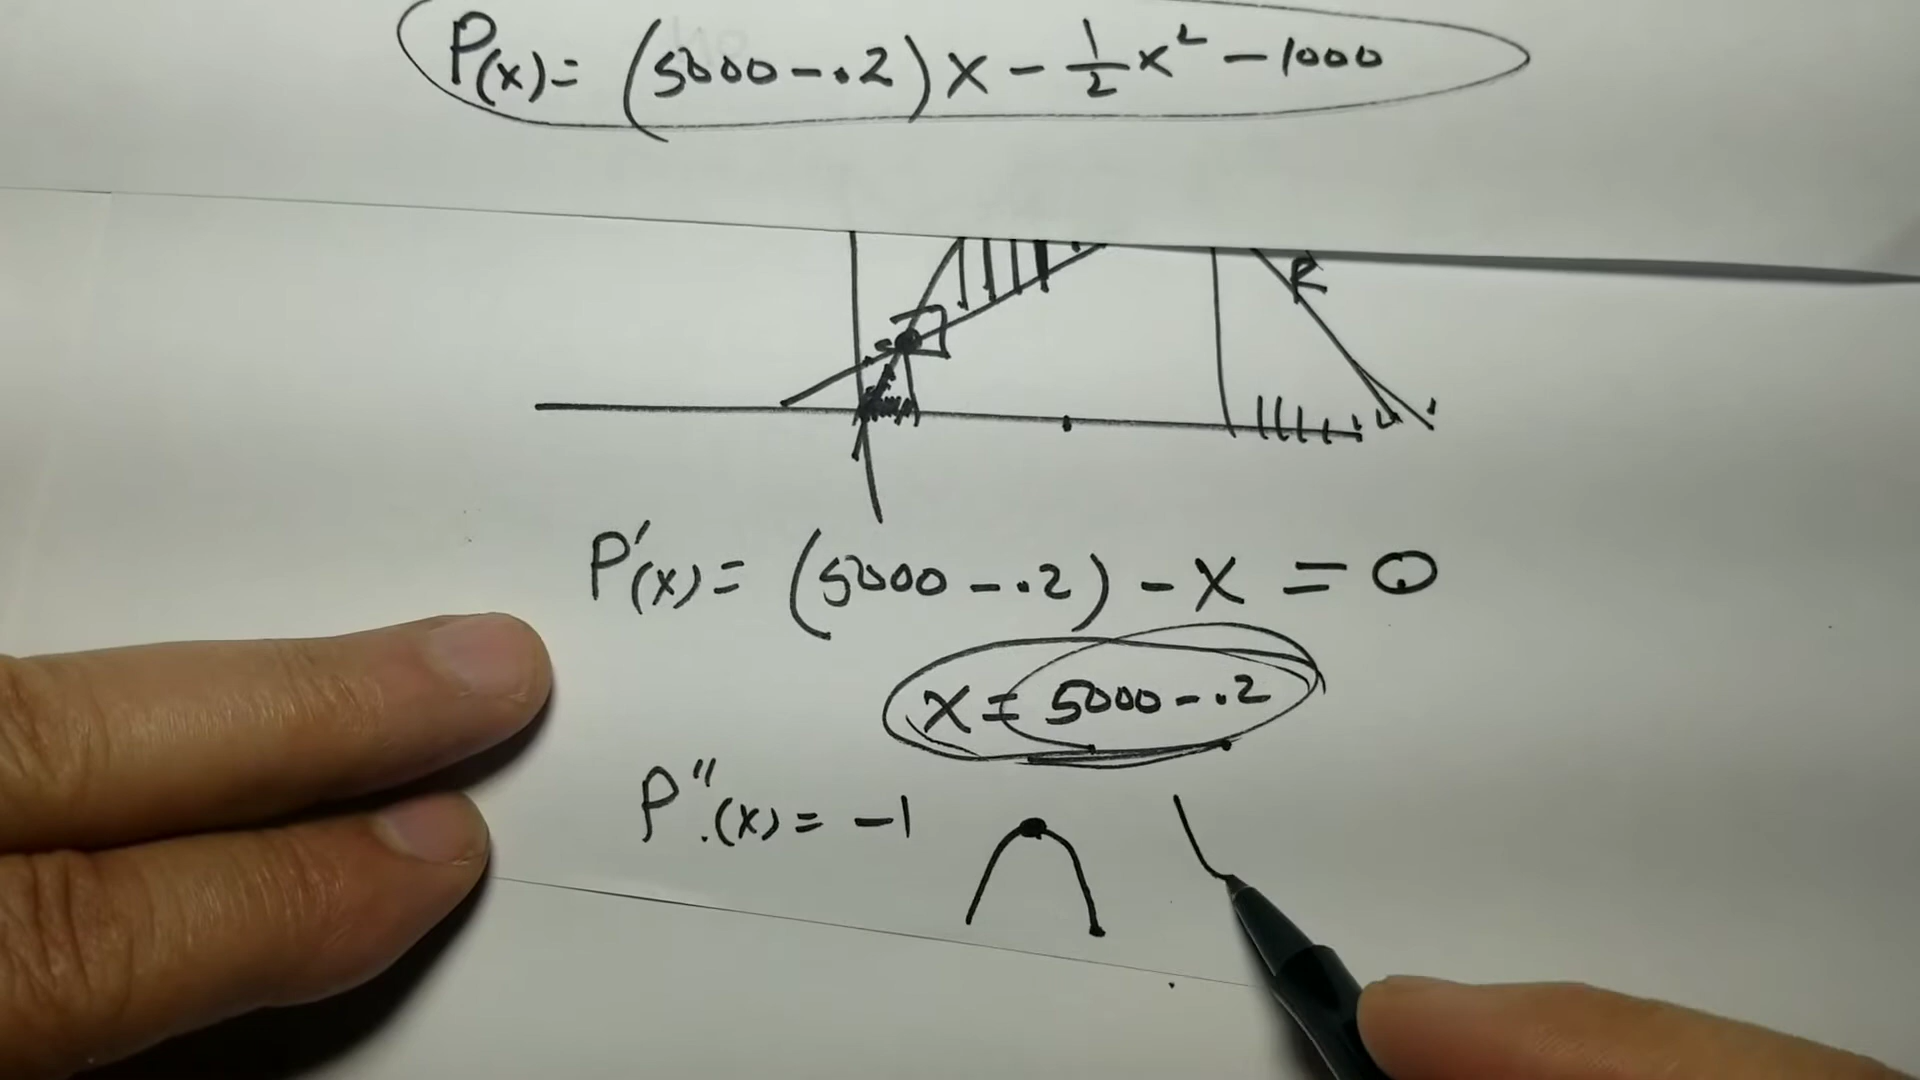 P(x) = (5000 - .2) x - 1/2 x² - 1000
R
P'(x) = (5000 - .2) - x = 0
x = 5000 - .2
P''(x) = -1